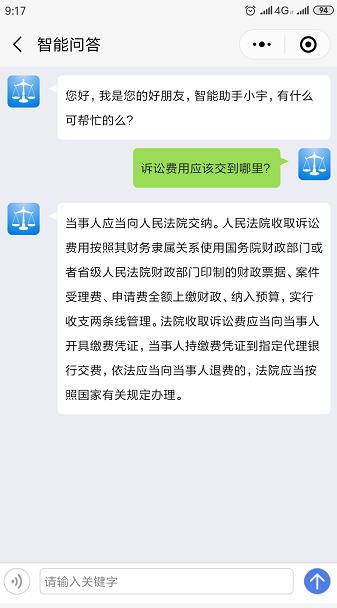 9:17
4G
94
智能问答
您好，我是您的好朋友，智能助手小宇，有什么
可帮忙的么？
诉讼费用应该交到哪里？
当事人应当向人民法院交纳。人民法院收取诉讼
费用按照其财务隶属关系使用国务院财政部门或
者省级人民法院财政部门印制的财政票据、案件
受理费、申请费全额上缴财政、纳入预算，实行
收支两条线管理。法院收取诉讼费应当向当事人
开具缴费凭证，当事人持缴费凭证到指定代理银
行交费，依法应当向当事人退费的，法院应当按
照国家有关规定办理。
请输入关键字